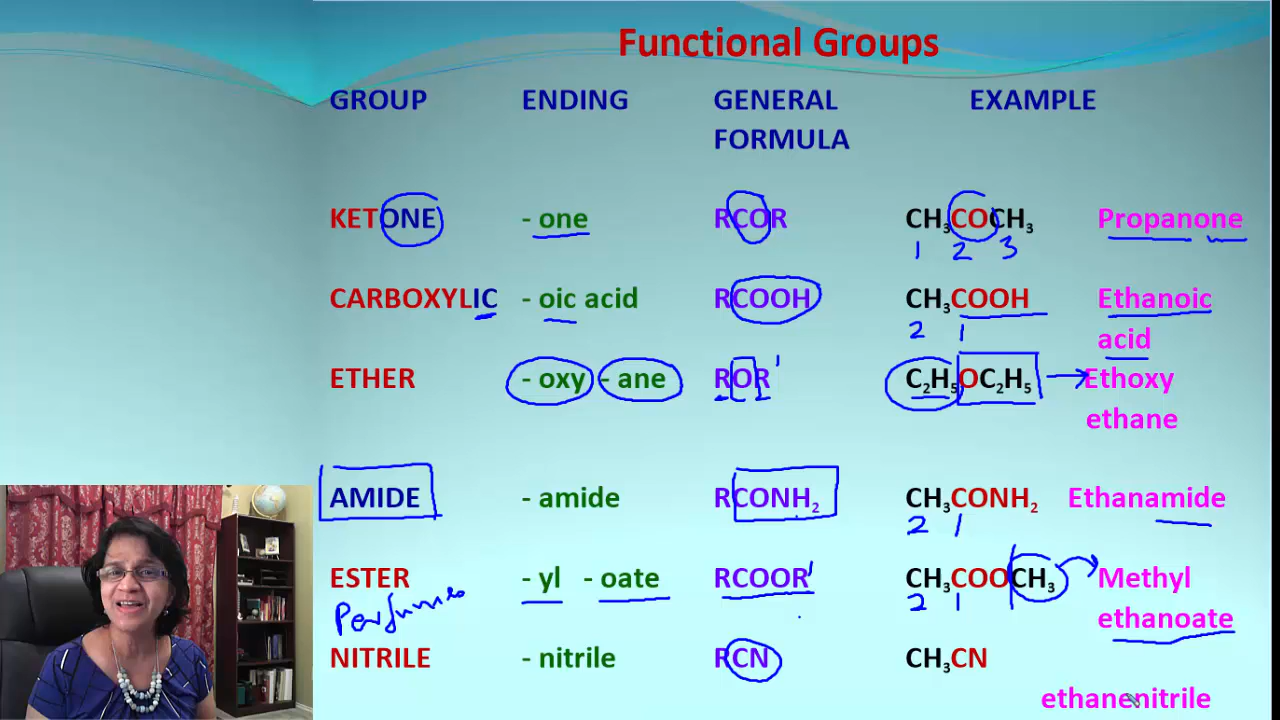 Functional Groups
GROUP ENDING GENERAL FORMULA EXAMPLE
KETONE - one RCOR CH₃COCH₃ Propanone
1 2 3
CARBOXYLIC - oic acid RCOOH CH₃COOH Ethanoic acid
2 1
ETHER - oxy - ane ROR' C₂H₅OC₂H₅ Ethoxy ethane
AMIDE - amide RCONH₂ CH₃CONH₂ Ethanamide
2 1
ESTER - yl - oate RCOOR' CH₃COOCH₃ Methyl ethanoate
2 1
Perfumes
NITRILE - nitrile RCN CH₃CN ethanenitrile